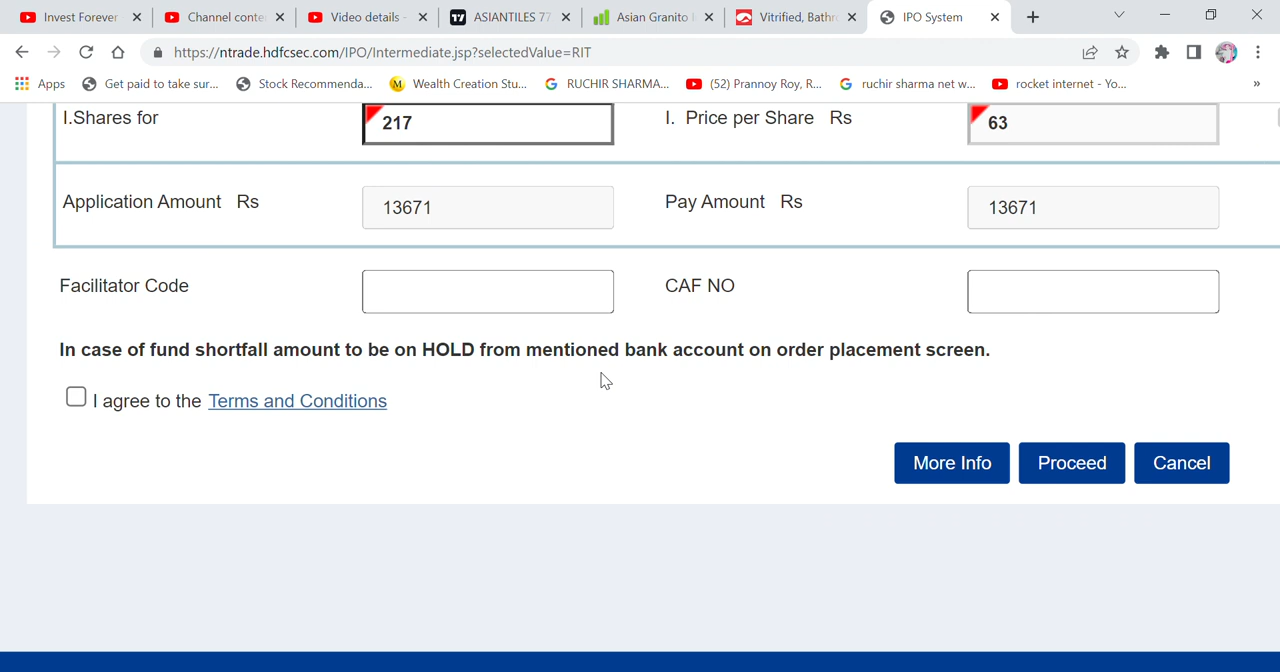 Invest Forever
Channel conte
Video details -
ASIANTILES 77
Asian Granito
Vitrified, Bathr
IPO System
https://ntrade.hdfcsec.com/IPO/Intermediate.jsp?selectedValue=RIT
Apps
Get paid to take sur...
Stock Recommenda...
Wealth Creation Stu...
RUCHIR SHARMA...
(52) Prannoy Roy, R...
ruchir sharma net w...
rocket internet - Yo...
»
I.Shares for 217 I. Price per Share Rs 63
Application Amount Rs 13671 Pay Amount Rs 13671
Facilitator Code CAF NO
In case of fund shortfall amount to be on HOLD from mentioned bank account on order placement screen.
I agree to the Terms and Conditions
More Info Proceed Cancel